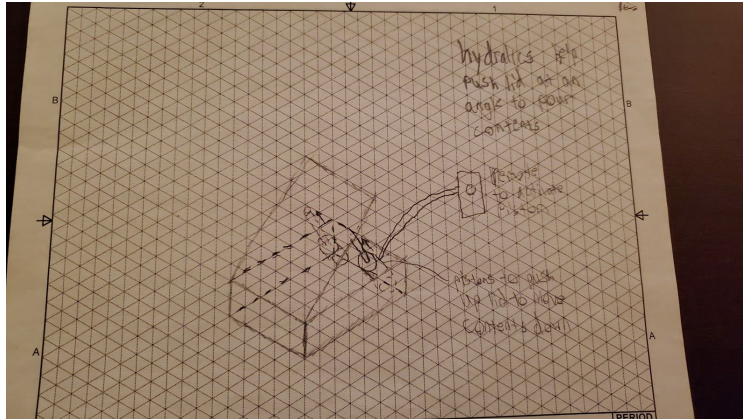 2
1
hydralics help
push lid at an
angle to pour
contents
B
B
Remote
to activate
piston
pistons to push
up lid to move
contents down
A
A
PERIOD